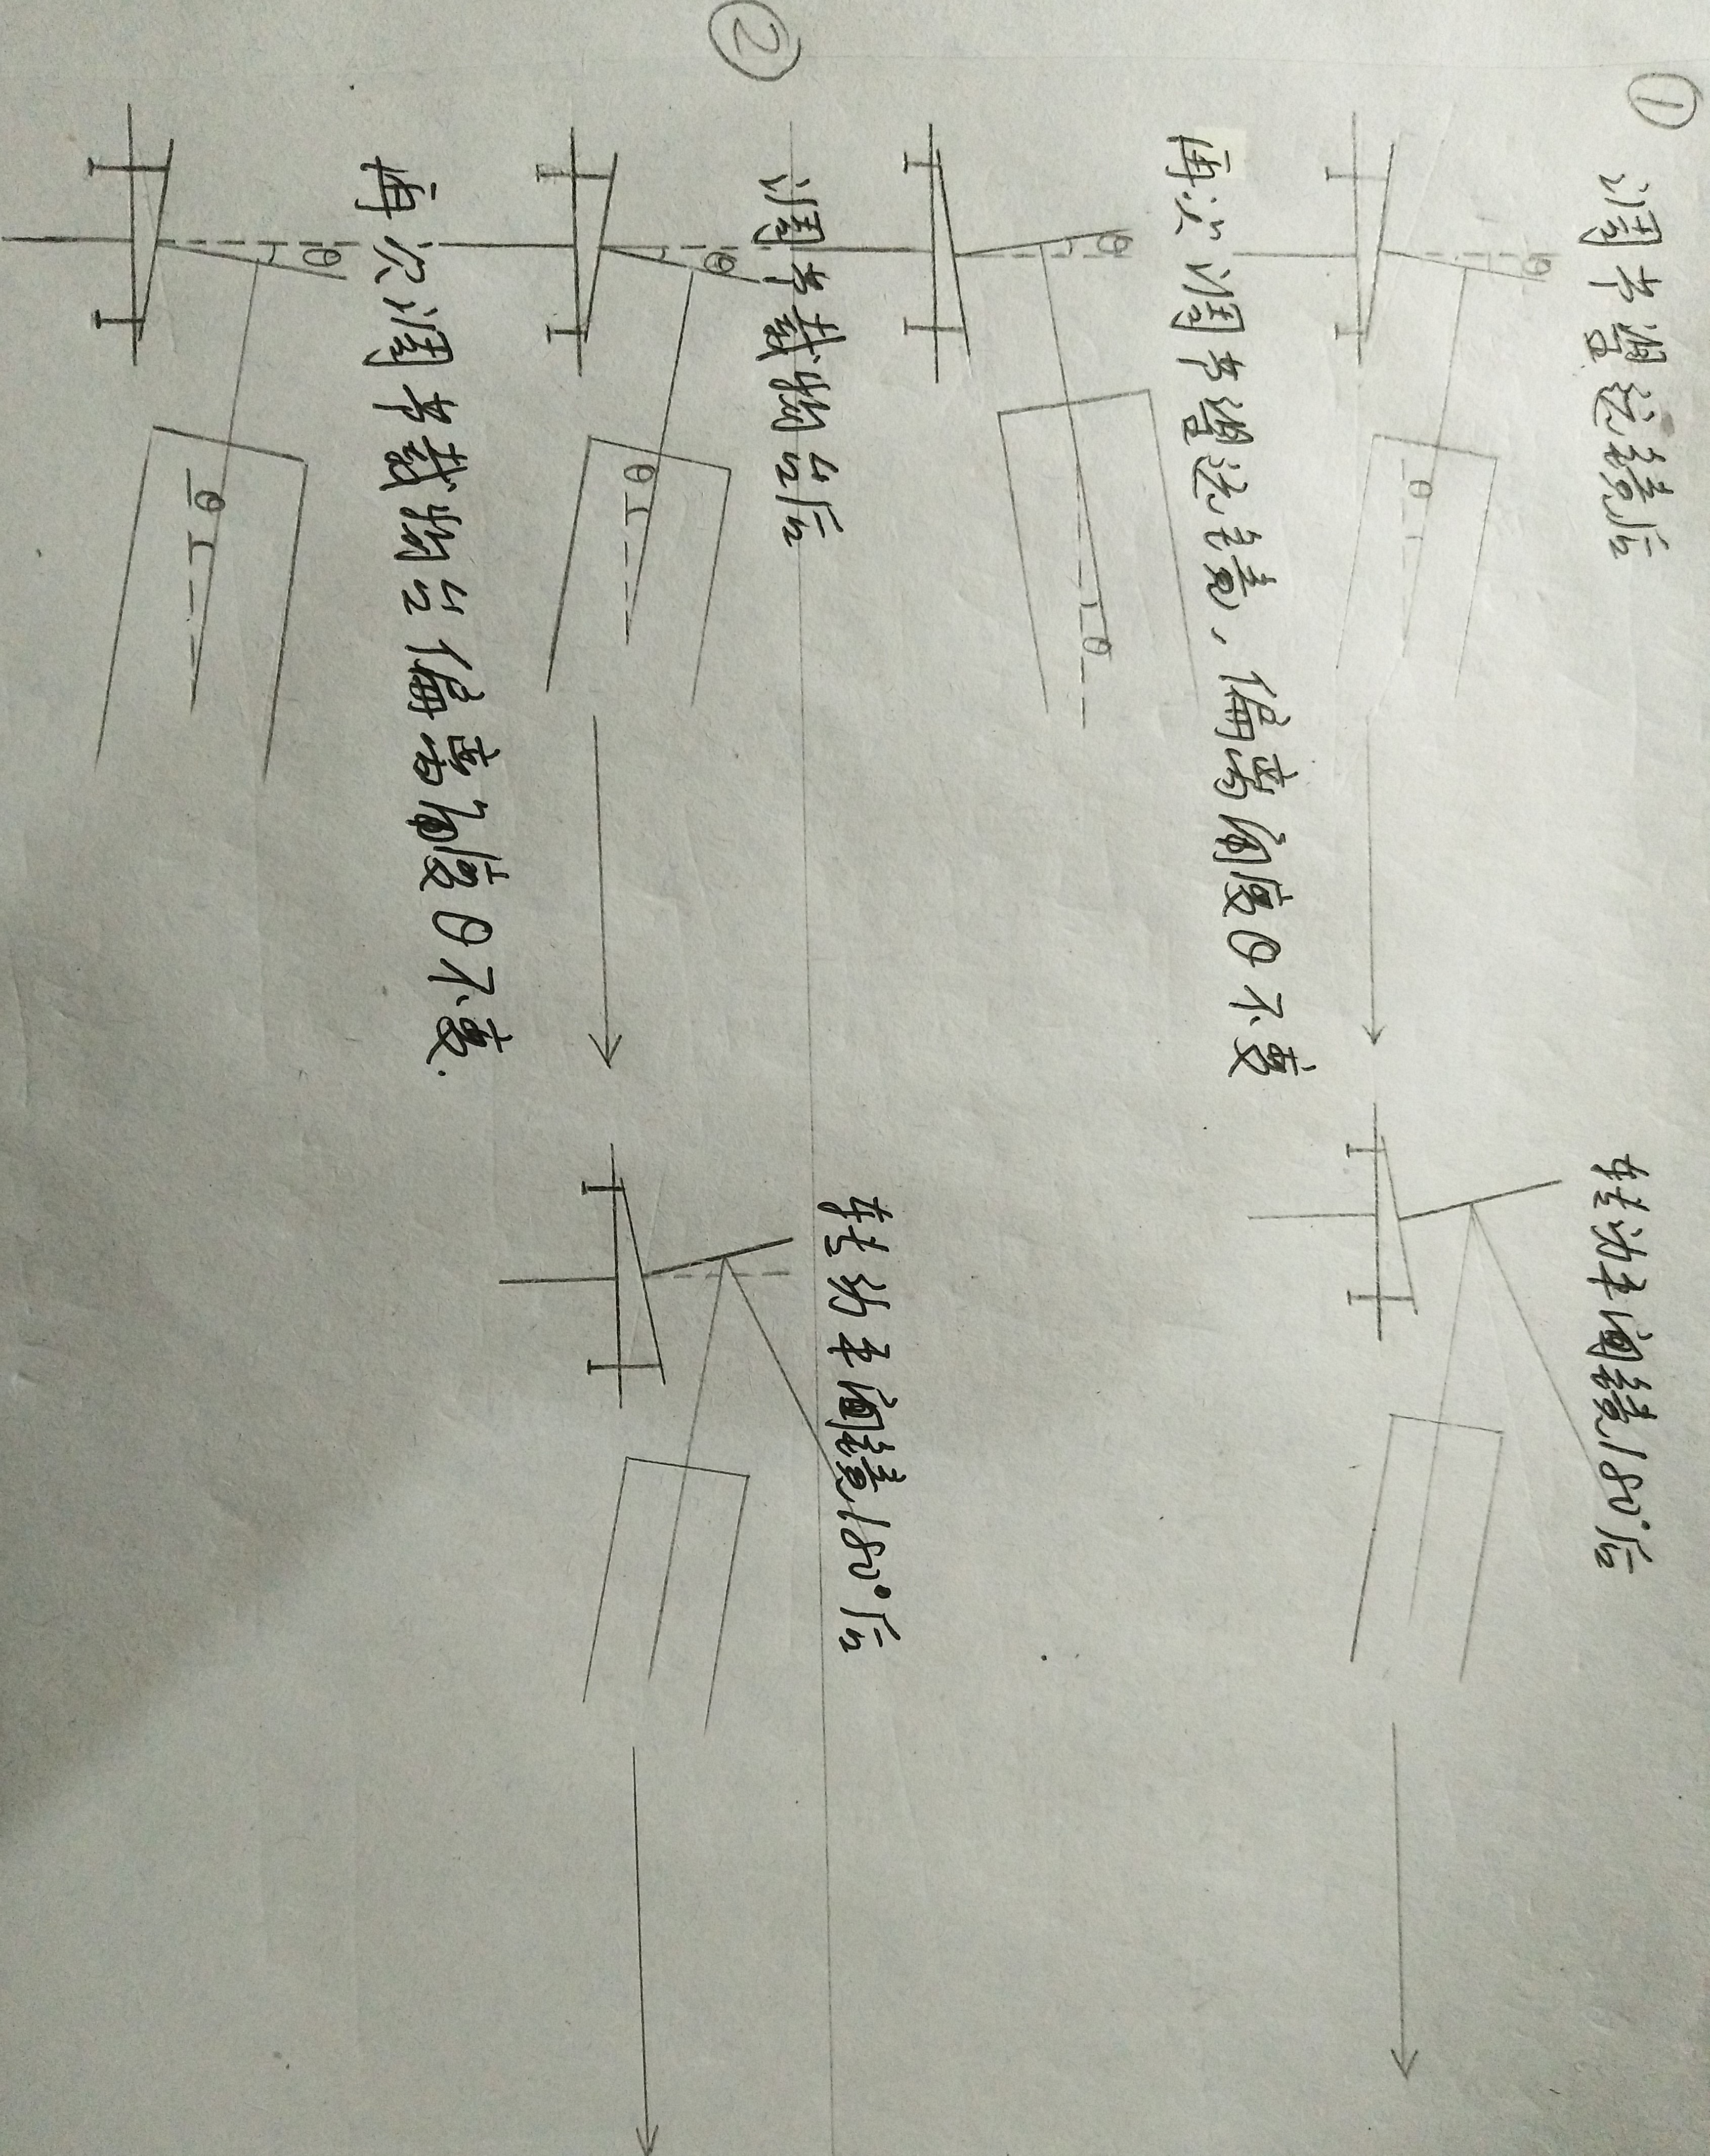 ①
调节望远镜后
转动平面镜180°后
θ
θ
再次调节望远镜，偏离角度θ不变
θ
θ
②
调节载物台后
转动平面镜180°后
θ
θ
再次调节载物台偏离角度θ不变.
θ
θ